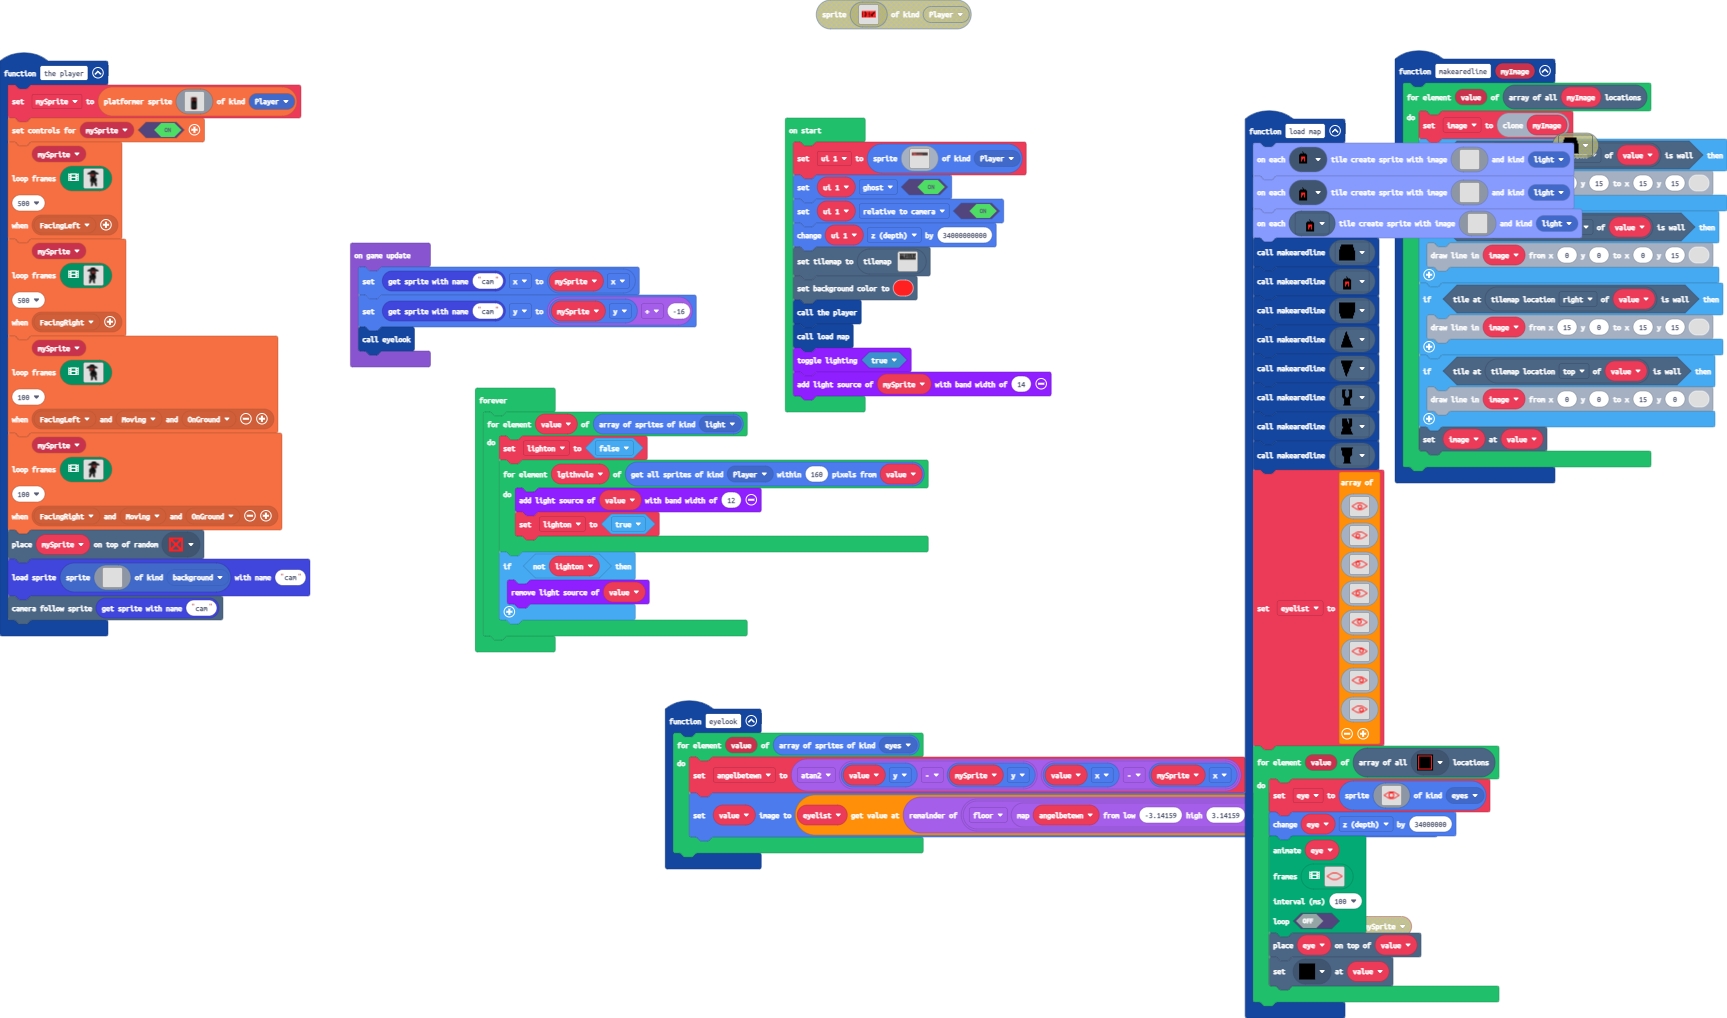 sprite of kind Player
function the player
set mySprite to platformer sprite of kind Player
set controls for mySprite ON
mySprite
loop frames
500
when FacingLeft
mySprite
loop frames
500
when FacingRight
mySprite
loop frames
100
when FacingLeft and Moving and OnGround
mySprite
loop frames
100
when FacingRight and Moving and OnGround
place mySprite on top of random
load sprite sprite of kind background with name "cam"
camera follow sprite get sprite with name "cam"
on game update
set get sprite with name "cam" x to mySprite x
set get sprite with name "cam" y to mySprite y + -16
call eyelook
forever
for element value of array of sprites of kind light
do
set lighton to false
for element lgithvule of get all sprites of kind Player within 160 pixels from value
do
add light source of value with band width of 12
set lighton to true
if not lighton then
remove light source of value
on start
set ui 1 to sprite of kind Player
set ui 1 ghost ON
set ui 1 relative to camera ON
change ui 1 z (depth) by 34000000000
set tilemap to tilemap
set background color to
call the player
call load map
toggle lighting true
add light source of mySprite with band width of 14
function eyelook
for element value of array of sprites of kind eyes
do
set angelbetewn to atan2 value y - mySprite y value x - mySprite x
set value image to eyelist get value at remainder of floor map angelbetewn from low -3.14159 high 3.14159
function load map
on each tile create sprite with image and kind light
on each tile create sprite with image and kind light
on each tile create sprite with image and kind light
call makearedline
call makearedline
call makearedline
call makearedline
call makearedline
call makearedline
call makearedline
call makearedline
set eyelist to
array of
for element value of array of all locations
do
set eye to sprite of kind eyes
change eye z (depth) by 34000000
animate eye
frames
interval (ms) 100
loop OFF
place eye on top of value
set at value
function makearedline myImage
for element value of array of all myImage locations
do
set image to clone myImage
of value is wall then
y 15 to x 15 y 15
of value is wall then
draw line in image from x 0 y 0 to x 0 y 15
if tile at tilemap location right of value is wall then
draw line in image from x 15 y 0 to x 15 y 15
if tile at tilemap location top of value is wall then
draw line in image from x 0 y 0 to x 15 y 0
set image at value